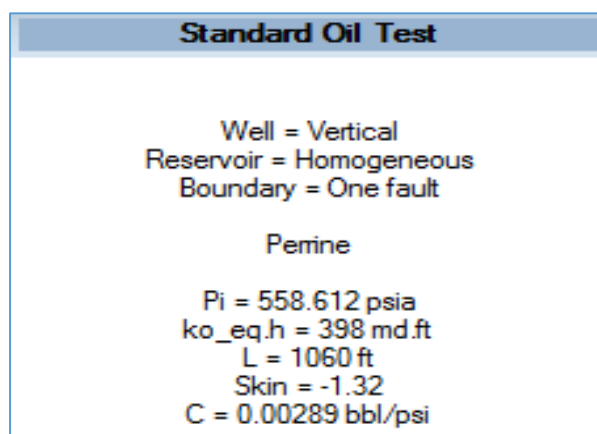 Standard Oil Test
Well = Vertical
Reservoir = Homogeneous
Boundary = One fault
Perrine
Pi = 558.612 psia
ko_eq.h = 398 md.ft
L = 1060 ft
Skin = -1.32
C = 0.00289 bbl/psi